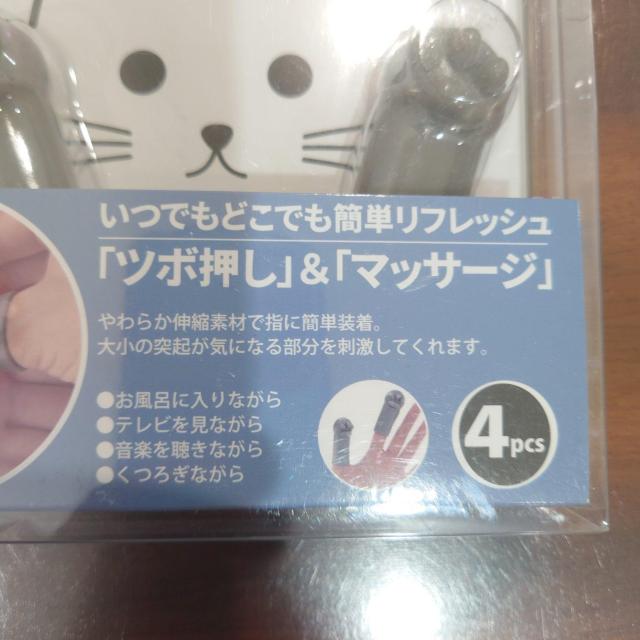 いつでもどこでも簡単リフレッシュ
「ツボ押し」&「マッサージ」
やわらか伸縮素材で指に簡単装着。
大小の突起が気になる部分を刺激してくれます。
●お風呂に入りながら
●テレビを見ながら
●音楽を聴きながら
●くつろぎながら
4pcs